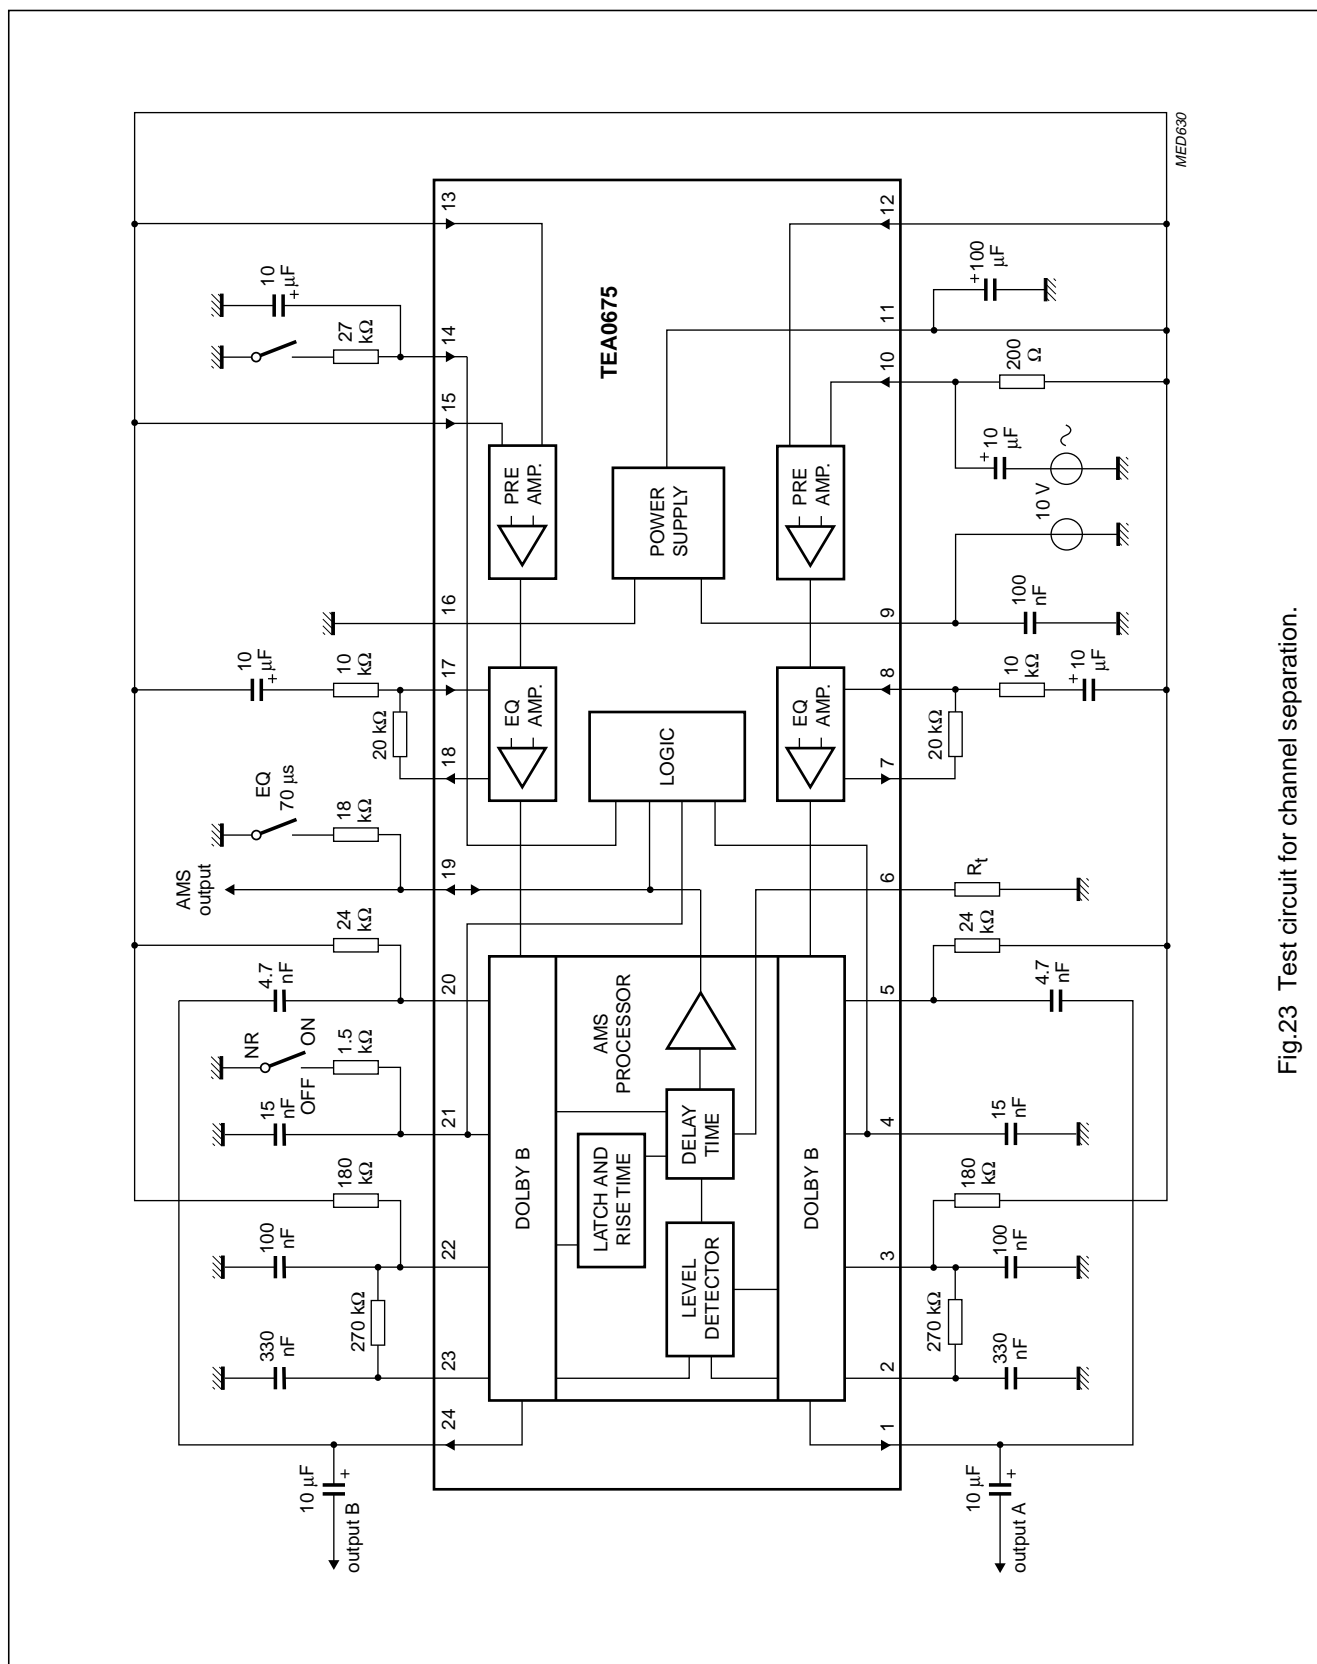 MED630
10
µF
+
27
kΩ
10
µF
+
10
kΩ
20 kΩ
EQ
70 µs
18
kΩ
AMS
output
24
kΩ
4.7
nF
NR
ON
OFF
1.5
kΩ
15
nF
180
kΩ
100
nF
270 kΩ
330
nF
10 µF
+
output B
24
23
22
21
20
19
18
17
16
15
14
13
TEA0675
PRE
AMP.
POWER
SUPPLY
PRE
AMP.
EQ
AMP.
LOGIC
EQ
AMP.
DOLBY B
AMS
PROCESSOR
LATCH AND
RISE TIME
DELAY
TIME
LEVEL
DETECTOR
DOLBY B
1
2
3
4
5
6
7
8
9
10
11
12
10 µF
+
output A
330
nF
270 kΩ
100
nF
180
kΩ
15
nF
4.7
nF
24
kΩ
Rt
20 kΩ
10
kΩ
+
10
µF
100
nF
10 V
+
10
µF
~
200
Ω
+
100
µF
Fig.23 Test circuit for channel separation.